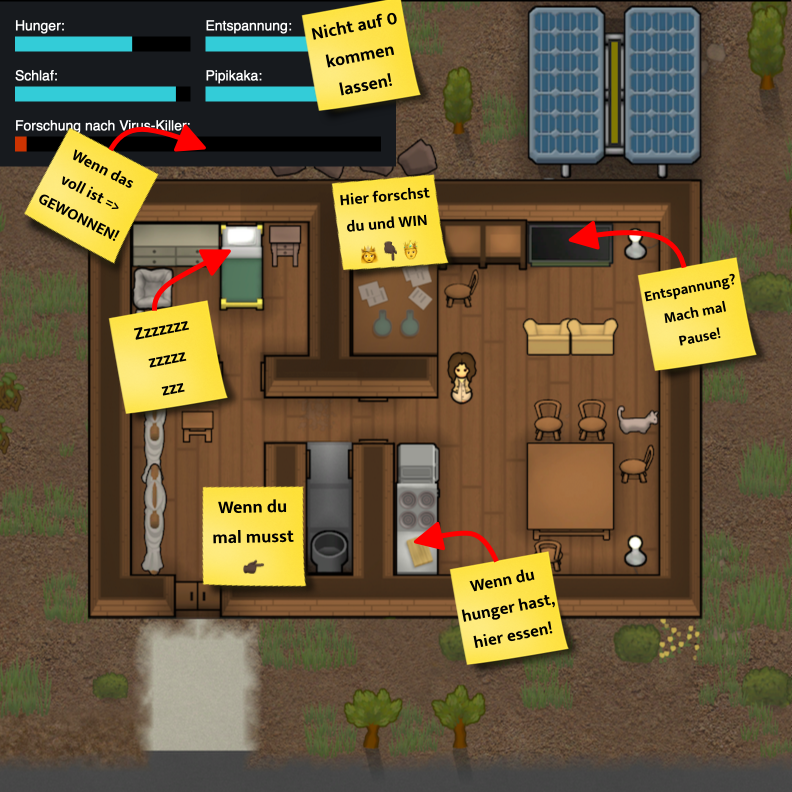 Hunger:
Entspannung:
Schlaf:
Pipikaka:
Forschung nach Virus-Killer:
Nicht auf 0
kommen
lassen!
Wenn das
voll ist =>
GEWONNEN!
Hier forschst
du und WIN
Entspannung?
Mach mal
Pause!
Zzzzzzz
zzzzz
zzz
Wenn du
mal musst
Wenn du
hunger hast,
hier essen!